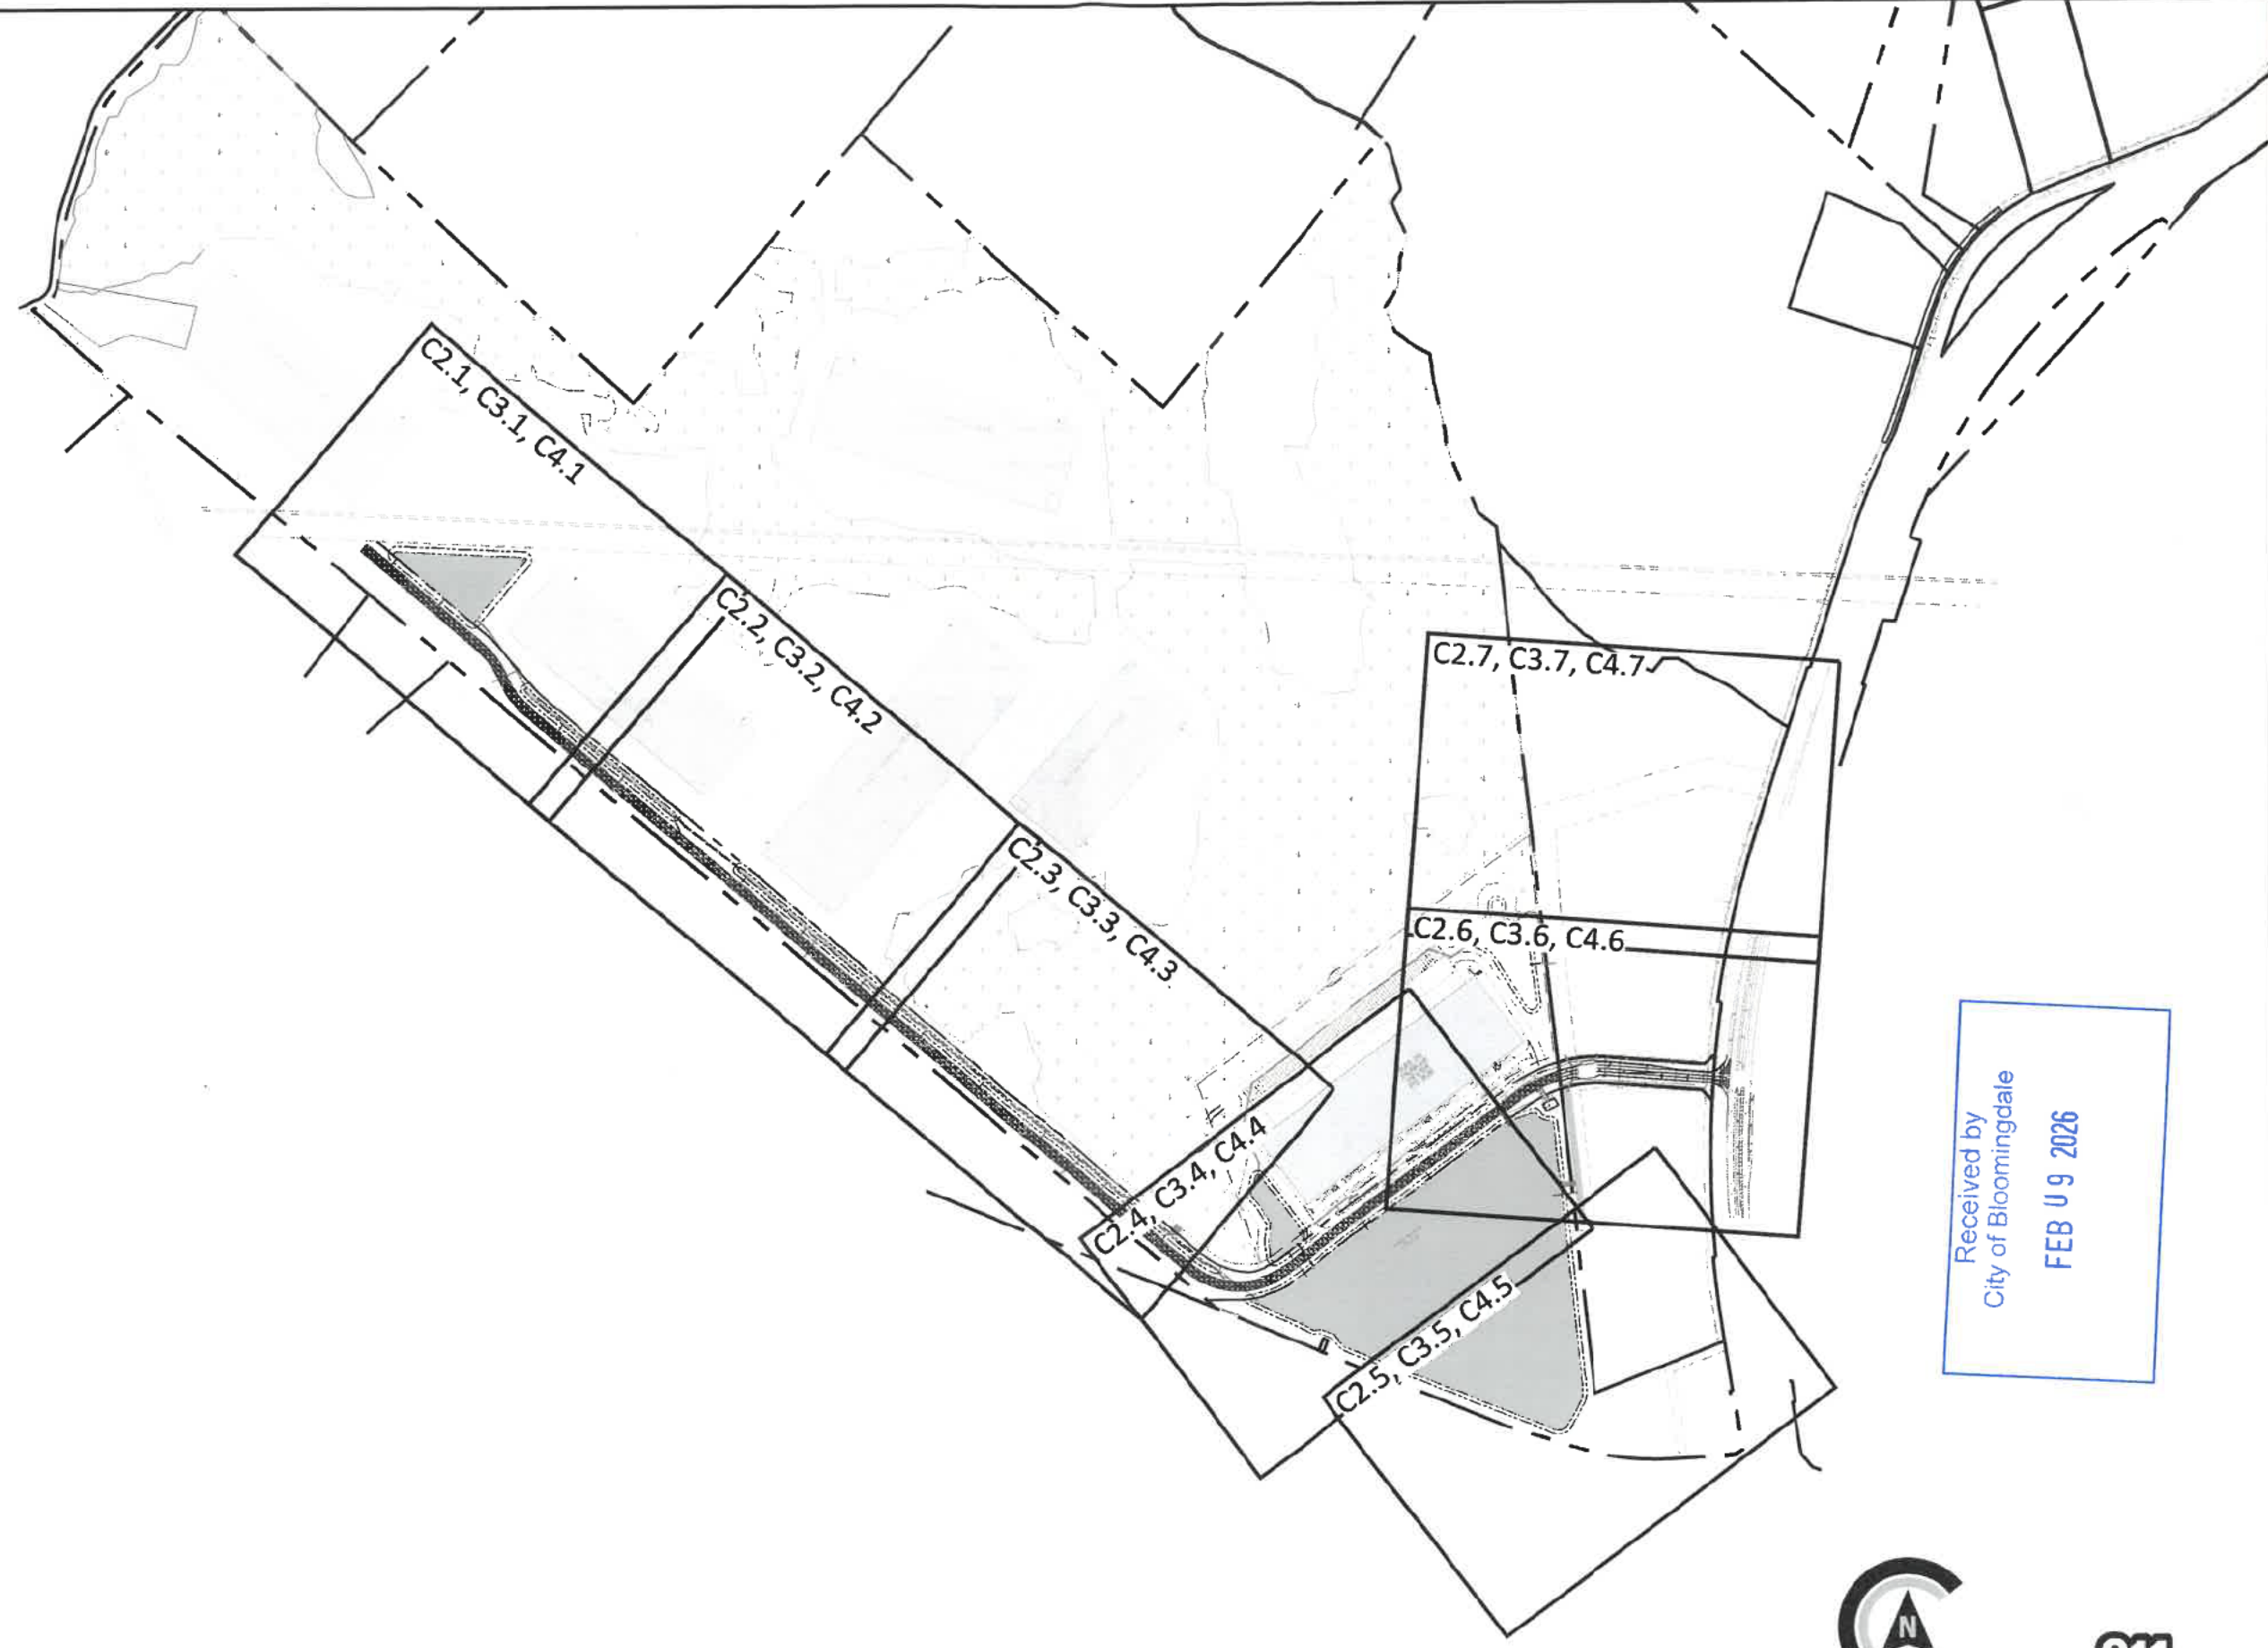 C2.1, C3.1, C4.1
C2.2, C3.2, C4.2
C2.7, C3.7, C4.7
C2.3, C3.3, C4.3
C2.6, C3.6, C4.6
C2.4, C3.4, C4.4
C2.5, C3.5, C4.5
Received by
City of Bloomingdale
FEB 09 2026
N